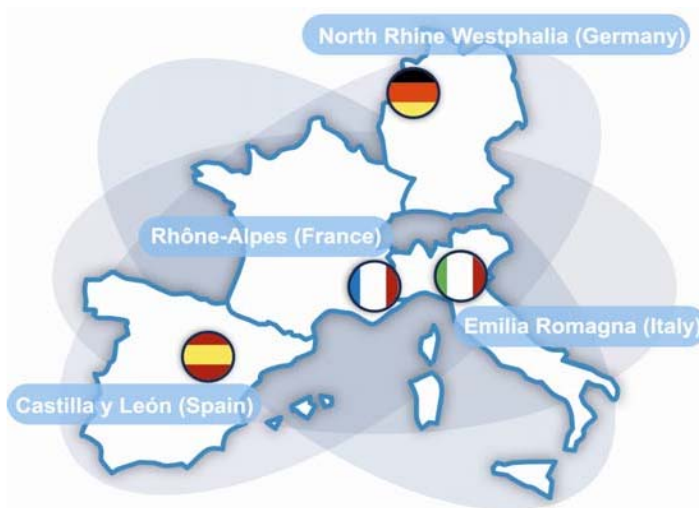 North Rhine Westphalia (Germany)
Rhône-Alpes (France)
Emilia Romagna (Italy)
Castilla y León (Spain)